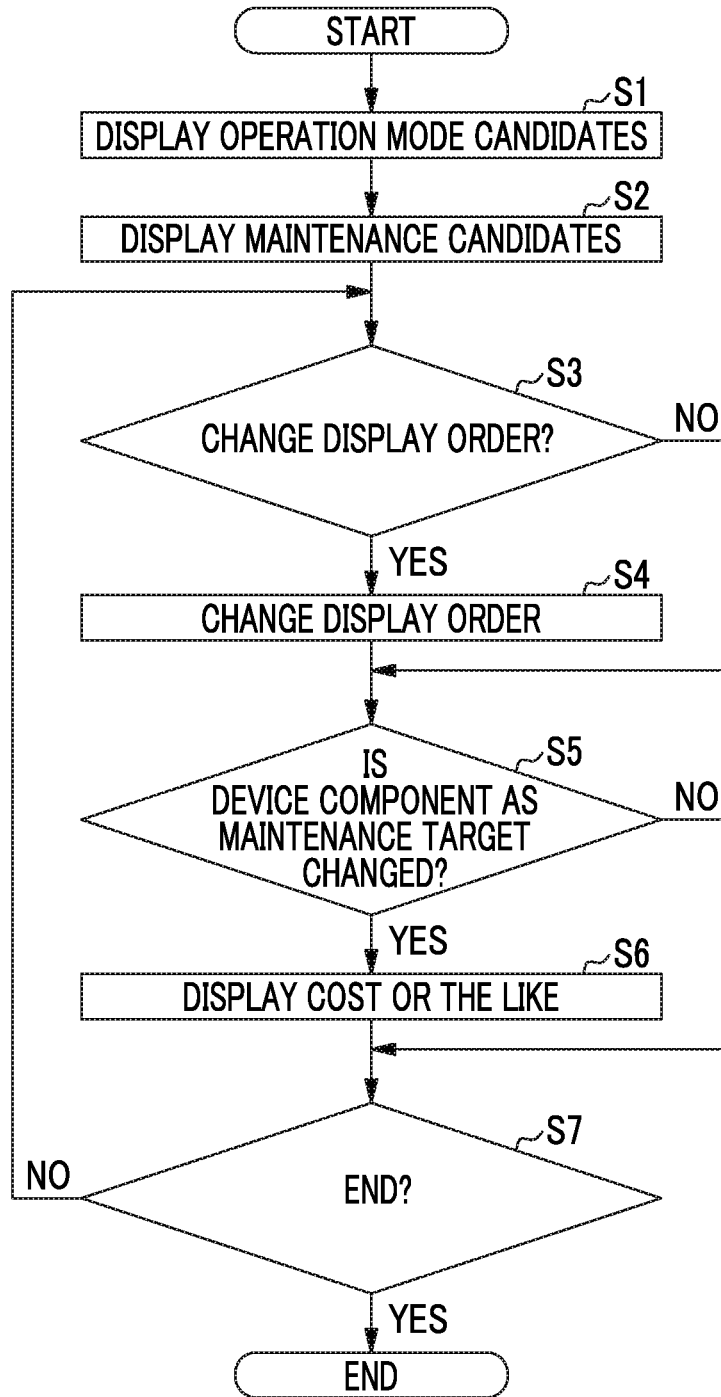 START
S1
DISPLAY OPERATION MODE CANDIDATES
S2
DISPLAY MAINTENANCE CANDIDATES
S3
CHANGE DISPLAY ORDER?
NO
YES
S4
CHANGE DISPLAY ORDER
S5
IS
DEVICE COMPONENT AS
MAINTENANCE TARGET
CHANGED?
NO
YES
S6
DISPLAY COST OR THE LIKE
S7
END?
NO
YES
END